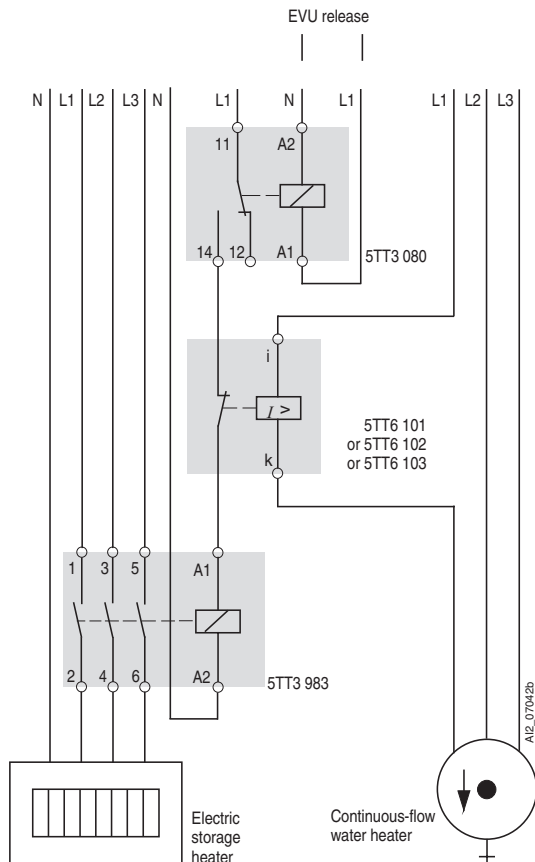 EVU release
N L1 L2 L3 N L1 N L1 L1 L2 L3
11 A2
14 12 A1
5TT3 080
i
I >
5TT6 101
or 5TT6 102
or 5TT6 103
k
1 3 5 A1
2 4 6 A2
5TT3 983
AI2_07042b
Electric
storage
heater
Continuous-flow
water heater